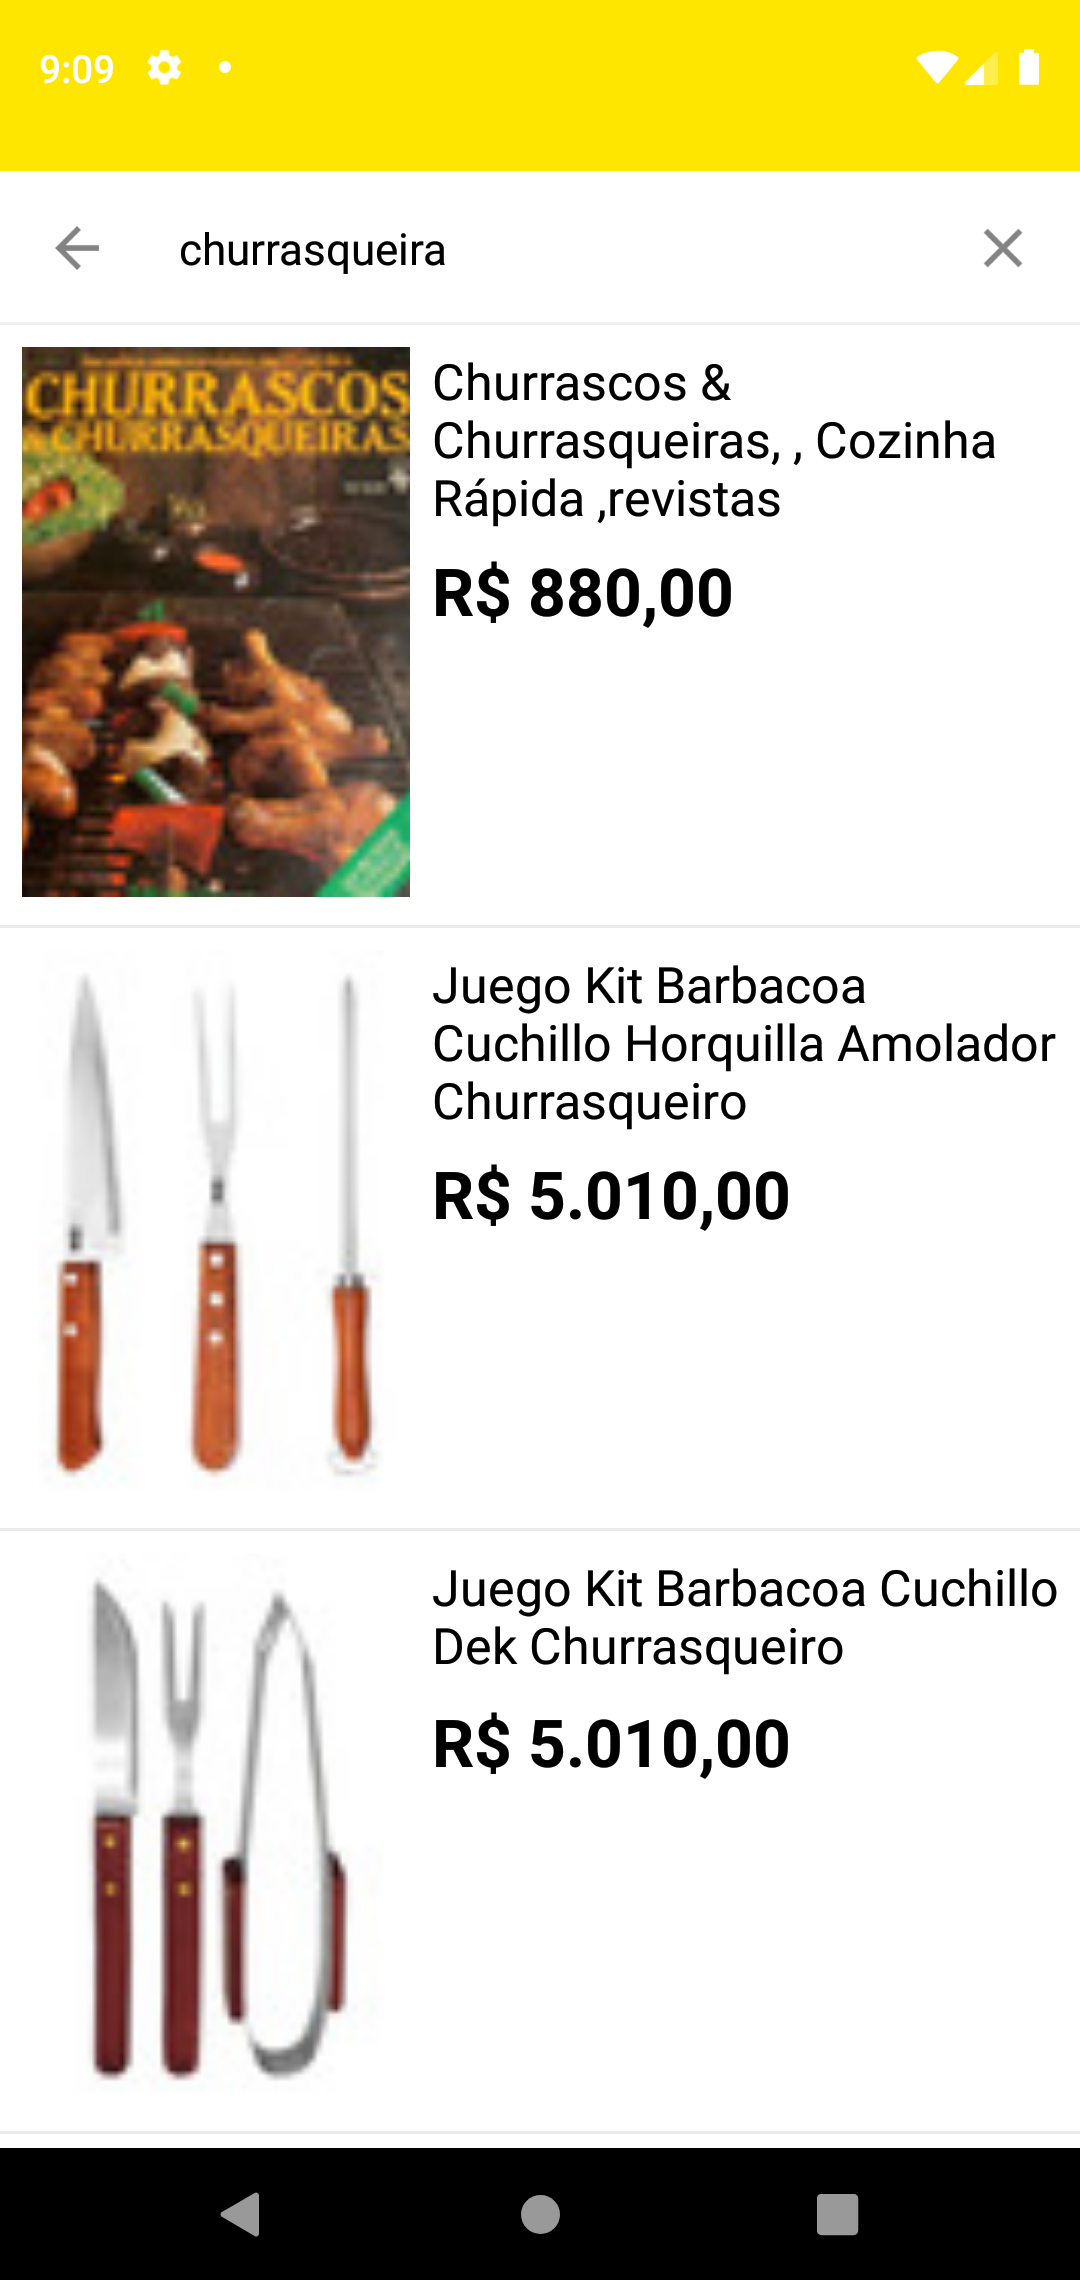 9:09
churrasqueira
CHURRASCOS
& CHURRASQUEIRAS
Churrascos &
Churrasqueiras, , Cozinha
Rápida ,revistas
R$ 880,00
Juego Kit Barbacoa
Cuchillo Horquilla Amolador
Churrasqueiro
R$ 5.010,00
Juego Kit Barbacoa Cuchillo
Dek Churrasqueiro
R$ 5.010,00